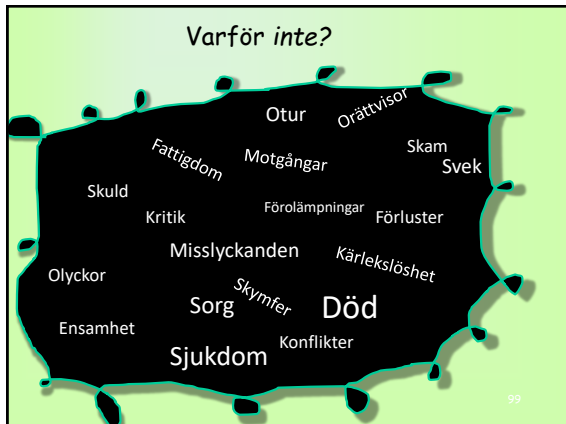 Varför inte?
Otur
Orättvisor
Fattigdom
Motgångar
Skam
Svek
Skuld
Kritik
Förolämpningar
Förluster
Misslyckanden
Kärlekslöshet
Olyckor
Skymfer
Sorg
Död
Ensamhet
Konflikter
Sjukdom
99